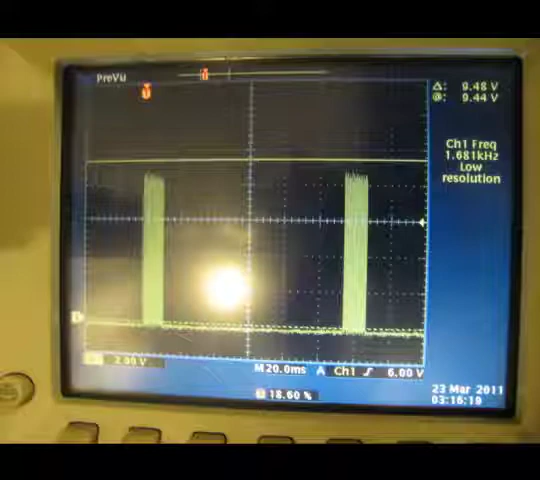 PreVu
Δ: 9.48 V
@: 9.44 V
Ch1 Freq
1.681kHz
Low
resolution
2.00 V
M 20.0ms A Ch1 6.00 V
18.60 %
23 Mar 2011
03:16:19